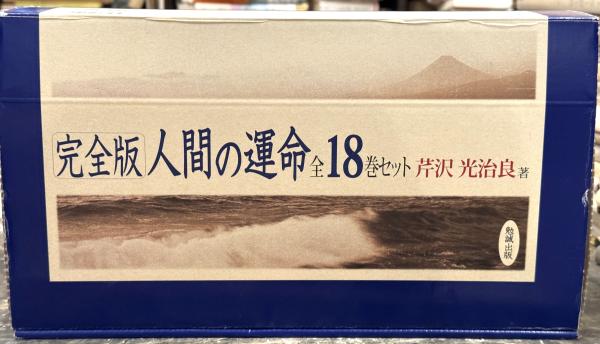 完全版 人間の運命 全18巻セット 芹沢 光治良 著
勉誠出版